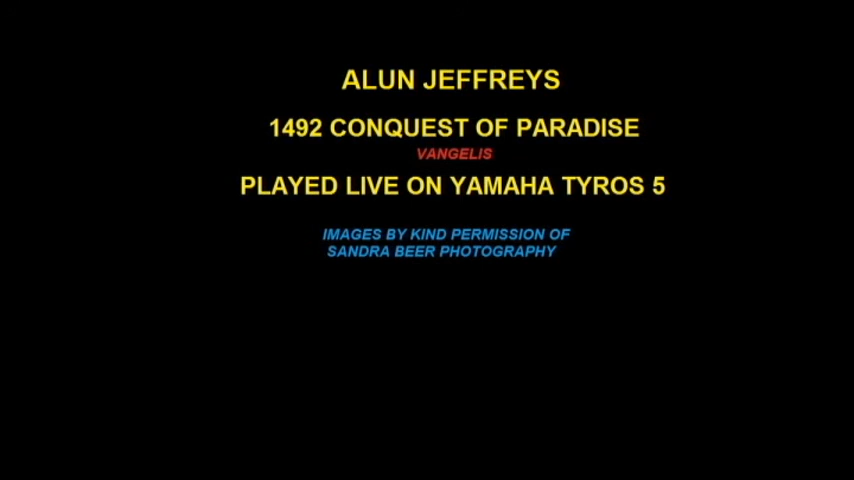 ALUN JEFFREYS
1492 CONQUEST OF PARADISE
VANGELIS
PLAYED LIVE ON YAMAHA TYROS 5
IMAGES BY KIND PERMISSION OF
SANDRA BEER PHOTOGRAPHY